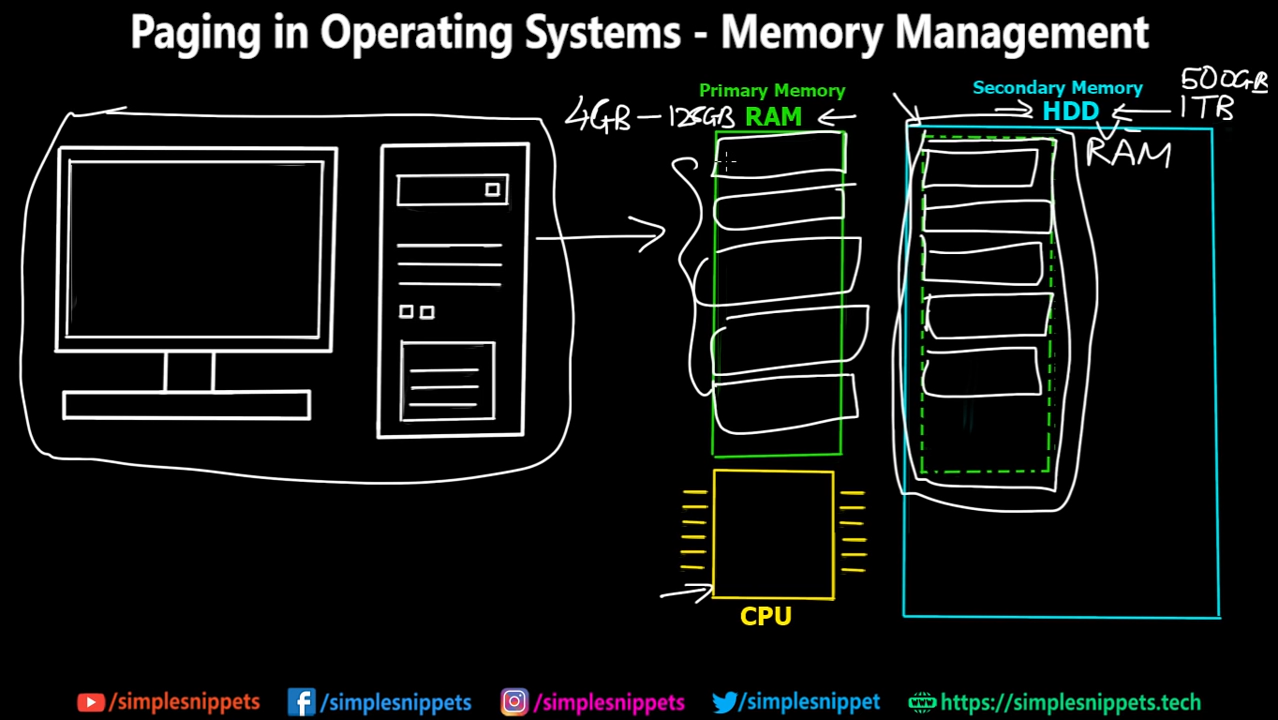 Paging in Operating Systems - Memory Management
Primary Memory
RAM
4GB - 128GB
Secondary Memory
HDD
500GB
1TB
RAM
CPU
/simplesnippets
/simplesnippets
/simplesnippets
/simplesnippet
https://simplesnippets.tech